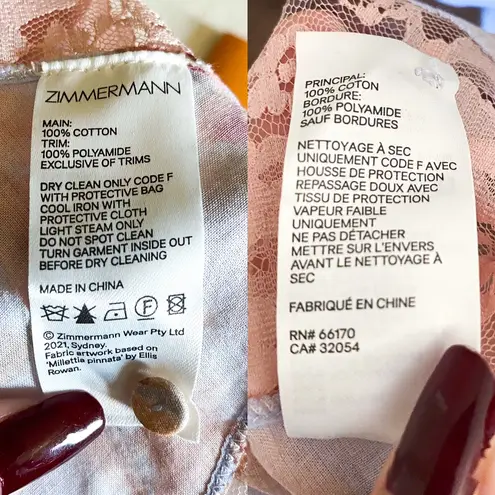 ZIMMERMANN
MAIN:
100% COTTON
TRIM:
100% POLYAMIDE
EXCLUSIVE OF TRIMS
DRY CLEAN ONLY CODE F
WITH PROTECTIVE BAG
COOL IRON WITH
PROTECTIVE CLOTH
LIGHT STEAM ONLY
DO NOT SPOT CLEAN
TURN GARMENT INSIDE OUT
BEFORE DRY CLEANING
MADE IN CHINA
F
© Zimmermann Wear Pty Ltd
2021, Sydney.
Fabric artwork based on
'Millettia pinnata' by Ellis
Rowan.
PRINCIPAL:
100% COTON
BORDURE:
100% POLYAMIDE
SAUF BORDURES
NETTOYAGE À SEC
UNIQUEMENT CODE F AVEC
HOUSSE DE PROTECTION
REPASSAGE DOUX AVEC
TISSU DE PROTECTION
VAPEUR FAIBLE
UNIQUEMENT
NE PAS DÉTACHER
METTRE SUR L'ENVERS
AVANT LE NETTOYAGE À
SEC
FABRIQUÉ EN CHINE
RN# 66170
CA# 32054